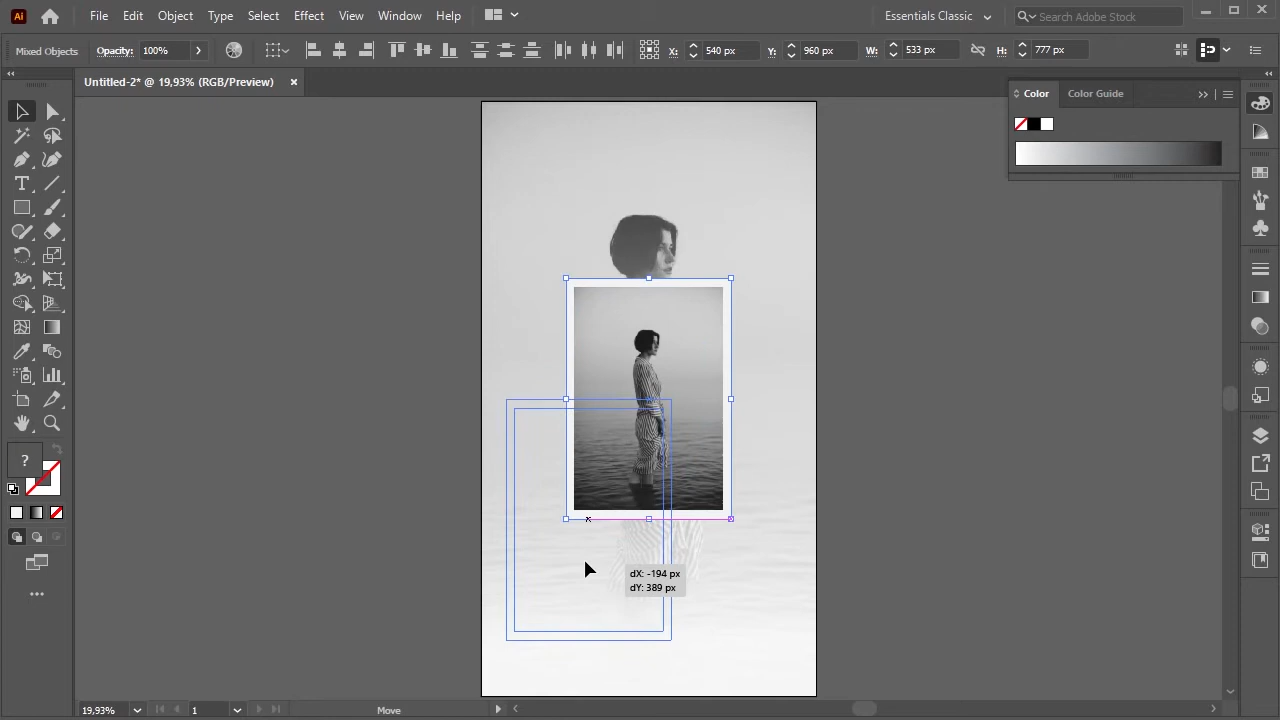 Ai File Edit Object Type Select Effect View Window Help Essentials Classic Search Adobe Stock
Mixed Objects Opacity: 100% X: 540 px Y: 960 px W: 533 px H: 777 px
Untitled-2* @ 19,93% (RGB/Preview)
Color Color Guide
?
dX: -194 px
dY: 389 px
19,93% 1 Move